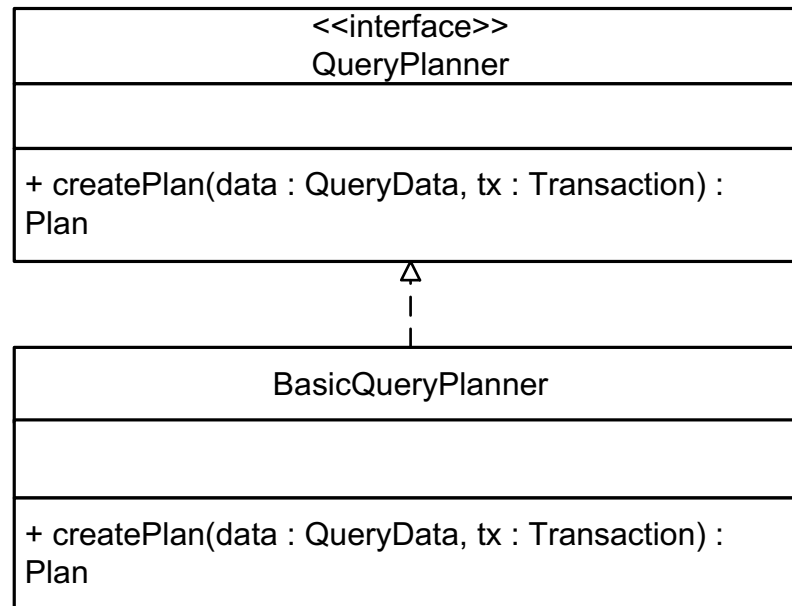 <<interface>>
QueryPlanner
+ createPlan(data : QueryData, tx : Transaction) :
Plan
BasicQueryPlanner
+ createPlan(data : QueryData, tx : Transaction) :
Plan